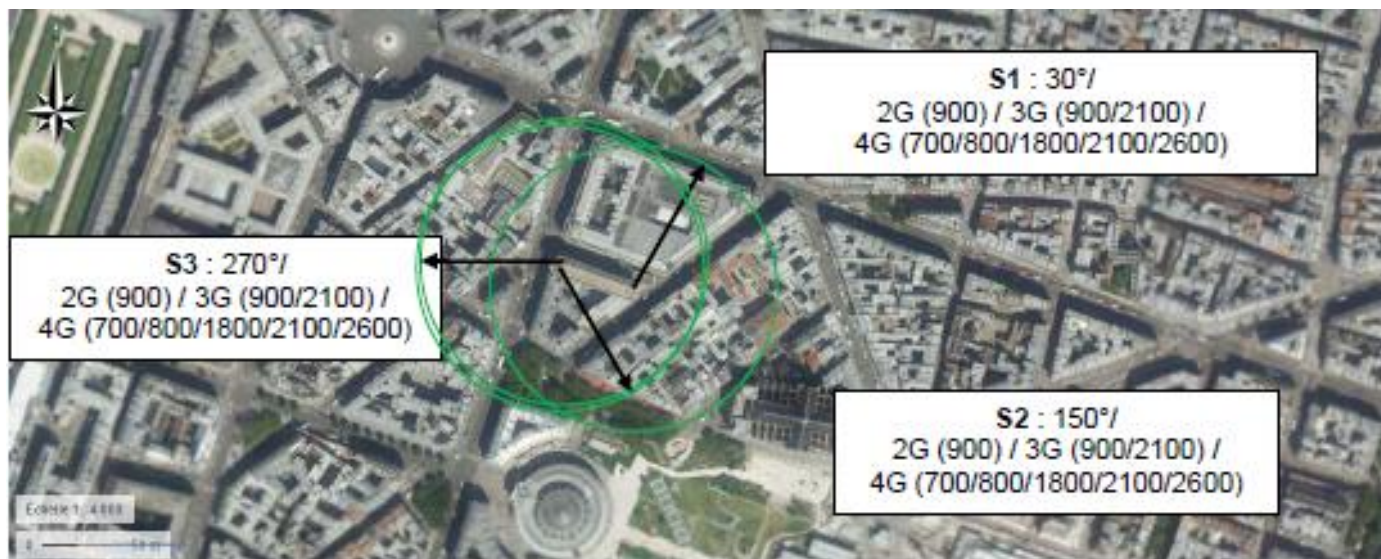 S1 : 30°/
2G (900) / 3G (900/2100) /
4G (700/800/1800/2100/2600)
S3 : 270°/
2G (900) / 3G (900/2100) /
4G (700/800/1800/2100/2600)
S2 : 150°/
2G (900) / 3G (900/2100) /
4G (700/800/1800/2100/2600)
0